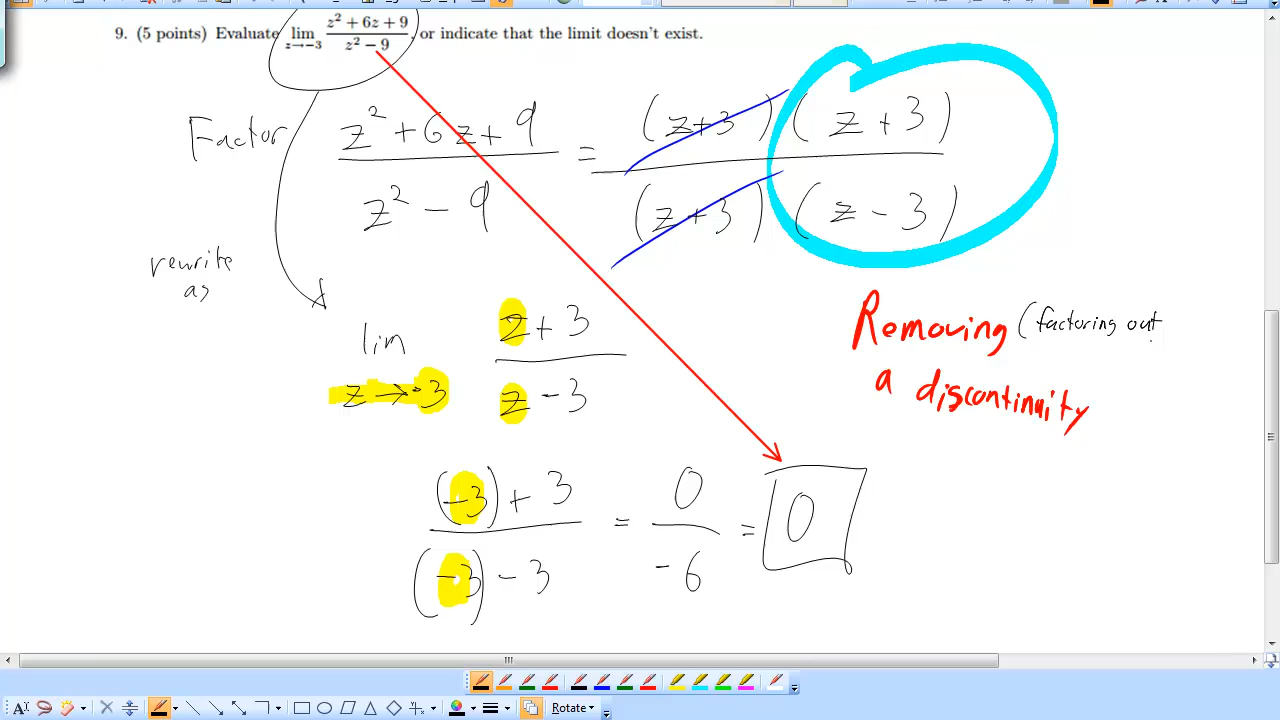 9. (5 points) Evaluate lim z→−3 z² + 6z + 9 / z² − 9, or indicate that the limit doesn't exist.
Factor z² + 6z + 9 / z² − 9 = (z+3)(z+3) / (z+3)(z−3)
rewrite
as
lim z→-3 z+3 / z−3
Removing (factoring out
a discontinuity
(−3) + 3 / (−3) − 3 = 0 / −6 = 0
Rotate